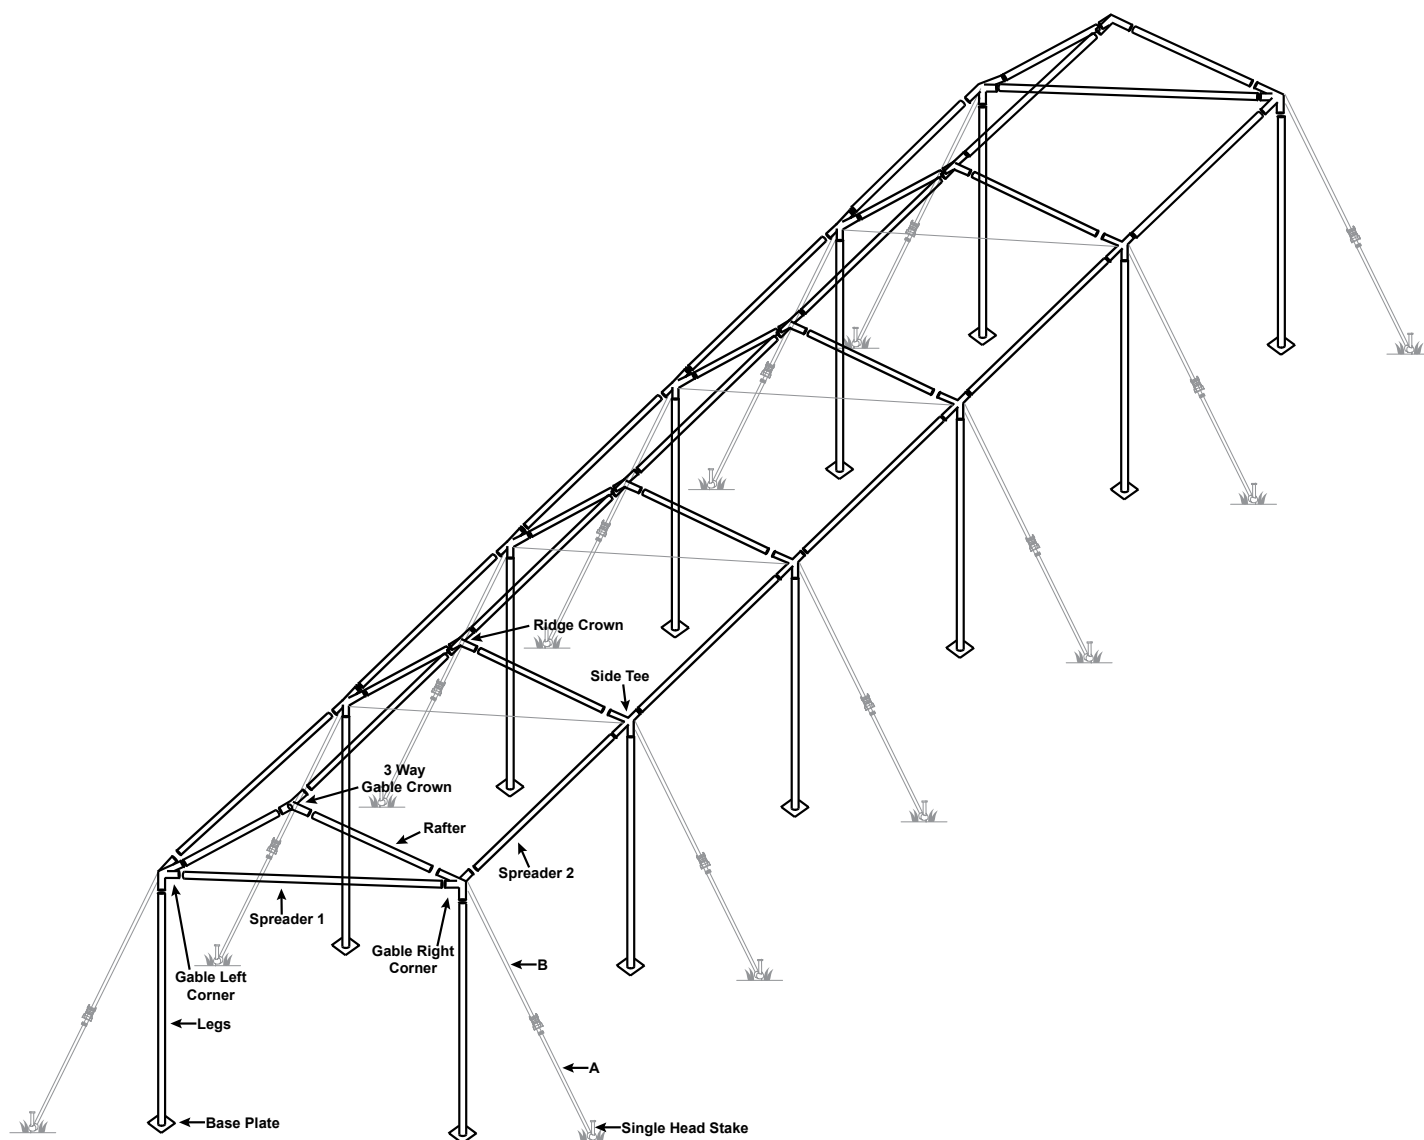 Ridge Crown
Side Tee
3 Way
Gable Crown
Rafter
Spreader 2
Spreader 1
Gable Right
Corner
B
Gable Left
Corner
Legs
A
Base Plate
Single Head Stake